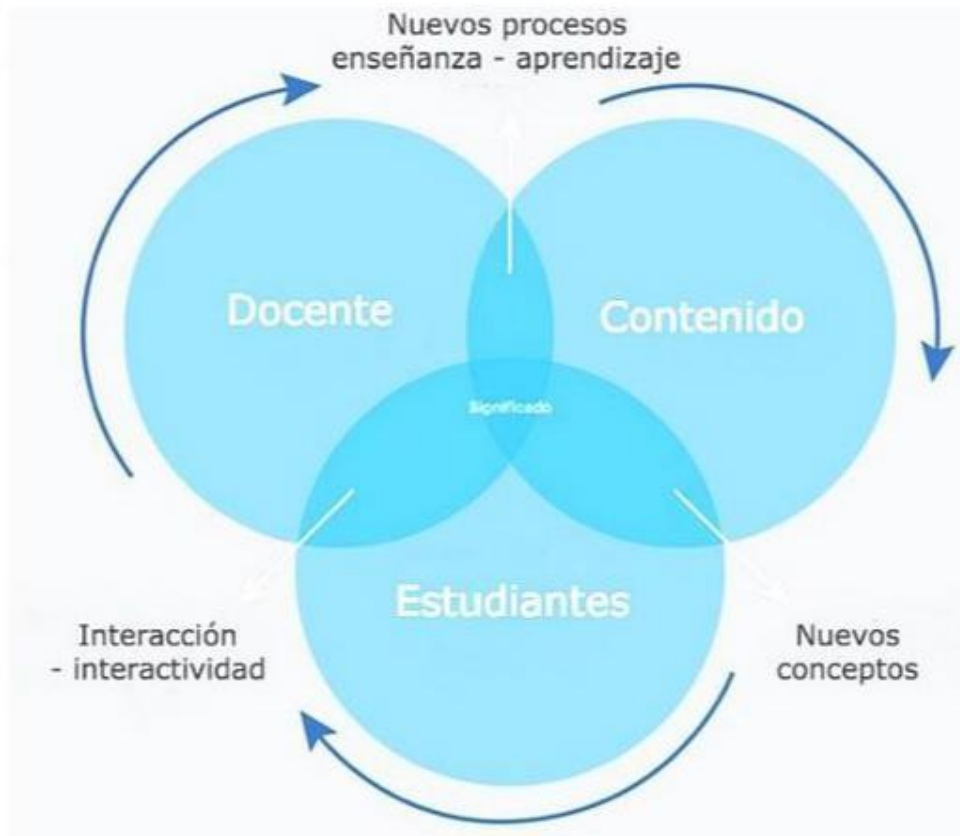 Nuevos procesos
enseñanza - aprendizaje
Docente
Contenido
Significado
Estudiantes
Interacción
- interactividad
Nuevos
conceptos